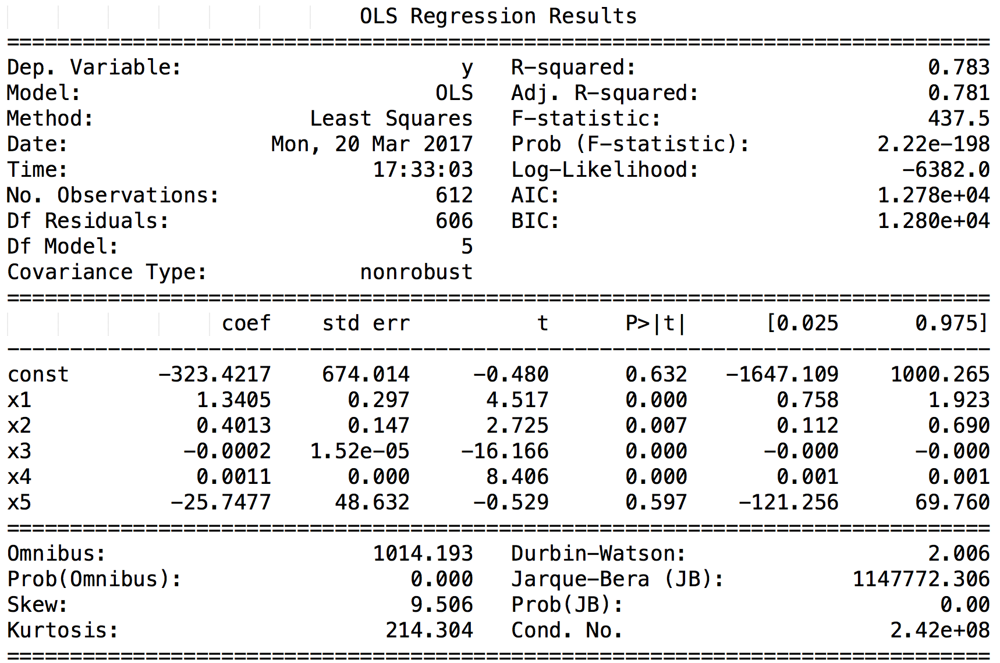 OLS Regression Results
==============================================================================
Dep. Variable:                      y   R-squared:                       0.783
Model:                            OLS   Adj. R-squared:                  0.781
Method:                 Least Squares   F-statistic:                     437.5
Date:                Mon, 20 Mar 2017   Prob (F-statistic):          2.22e-198
Time:                        17:33:03   Log-Likelihood:                -6382.0
No. Observations:                 612   AIC:                         1.278e+04
Df Residuals:                     606   BIC:                         1.280e+04
Df Model:                           5
Covariance Type:            nonrobust
==============================================================================
                 coef    std err          t      P>|t|      [0.025      0.975]
------------------------------------------------------------------------------
const       -323.4217    674.014     -0.480      0.632   -1647.109    1000.265
x1             1.3405      0.297      4.517      0.000       0.758       1.923
x2             0.4013      0.147      2.725      0.007       0.112       0.690
x3            -0.0002   1.52e-05    -16.166      0.000      -0.000      -0.000
x4             0.0011      0.000      8.406      0.000       0.001       0.001
x5           -25.7477     48.632     -0.529      0.597    -121.256      69.760
==============================================================================
Omnibus:                     1014.193   Durbin-Watson:                   2.006
Prob(Omnibus):                  0.000   Jarque-Bera (JB):          1147772.306
Skew:                           9.506   Prob(JB):                         0.00
Kurtosis:                     214.304   Cond. No.                     2.42e+08
==============================================================================